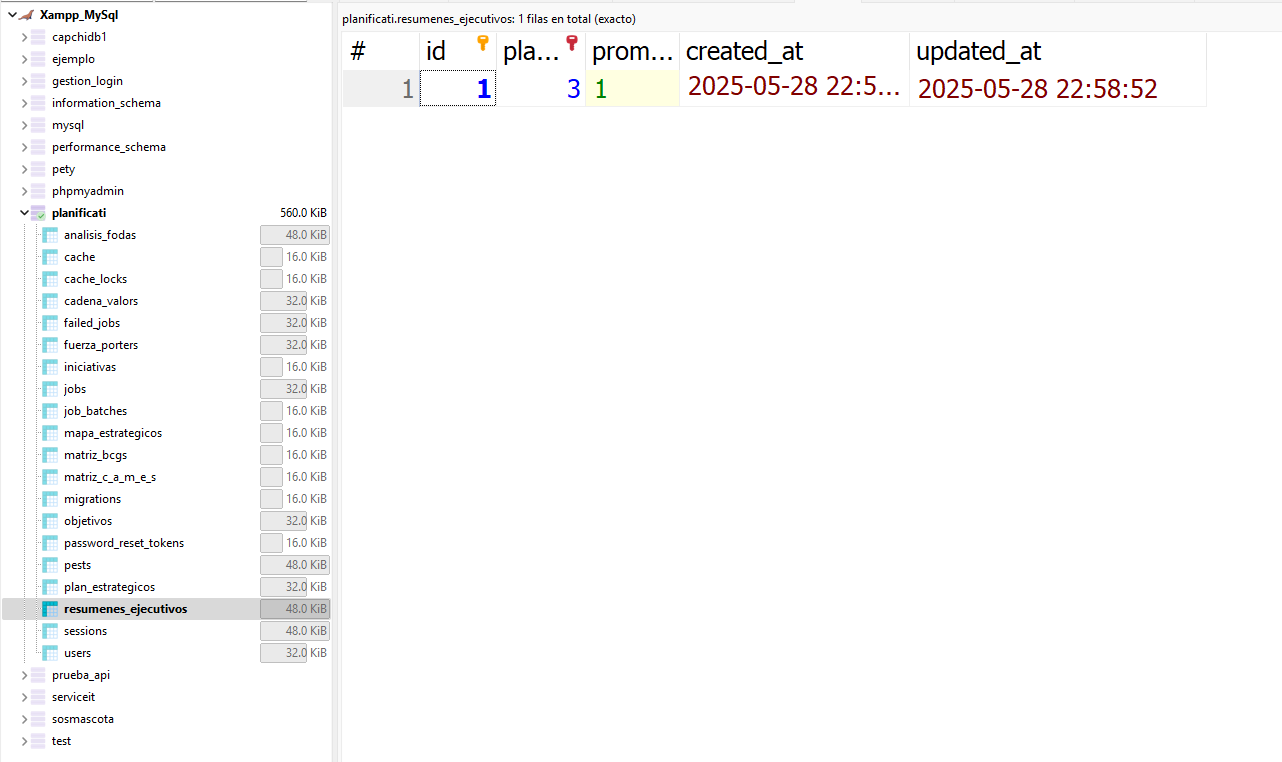 Xampp_MySql
capchidb1
ejemplo
gestion_login
information_schema
mysql
performance_schema
pety
phpmyadmin
planificati 560.0 KiB
analisis_fodas 48.0 KiB
cache 16.0 KiB
cache_locks 16.0 KiB
cadena_valors 32.0 KiB
failed_jobs 32.0 KiB
fuerza_porters 32.0 KiB
iniciativas 16.0 KiB
jobs 32.0 KiB
job_batches 16.0 KiB
mapa_estrategicos 16.0 KiB
matriz_bcgs 16.0 KiB
matriz_c_a_m_e_s 16.0 KiB
migrations 16.0 KiB
objetivos 32.0 KiB
password_reset_tokens 16.0 KiB
pests 48.0 KiB
plan_estrategicos 32.0 KiB
resumenes_ejecutivos 48.0 KiB
sessions 48.0 KiB
users 32.0 KiB
prueba_api
serviceit
sosmascota
test
planificati.resumenes_ejecutivos: 1 filas en total (exacto)
# id pla... prom... created_at updated_at
1 1 3 1 2025-05-28 22:5... 2025-05-28 22:58:52